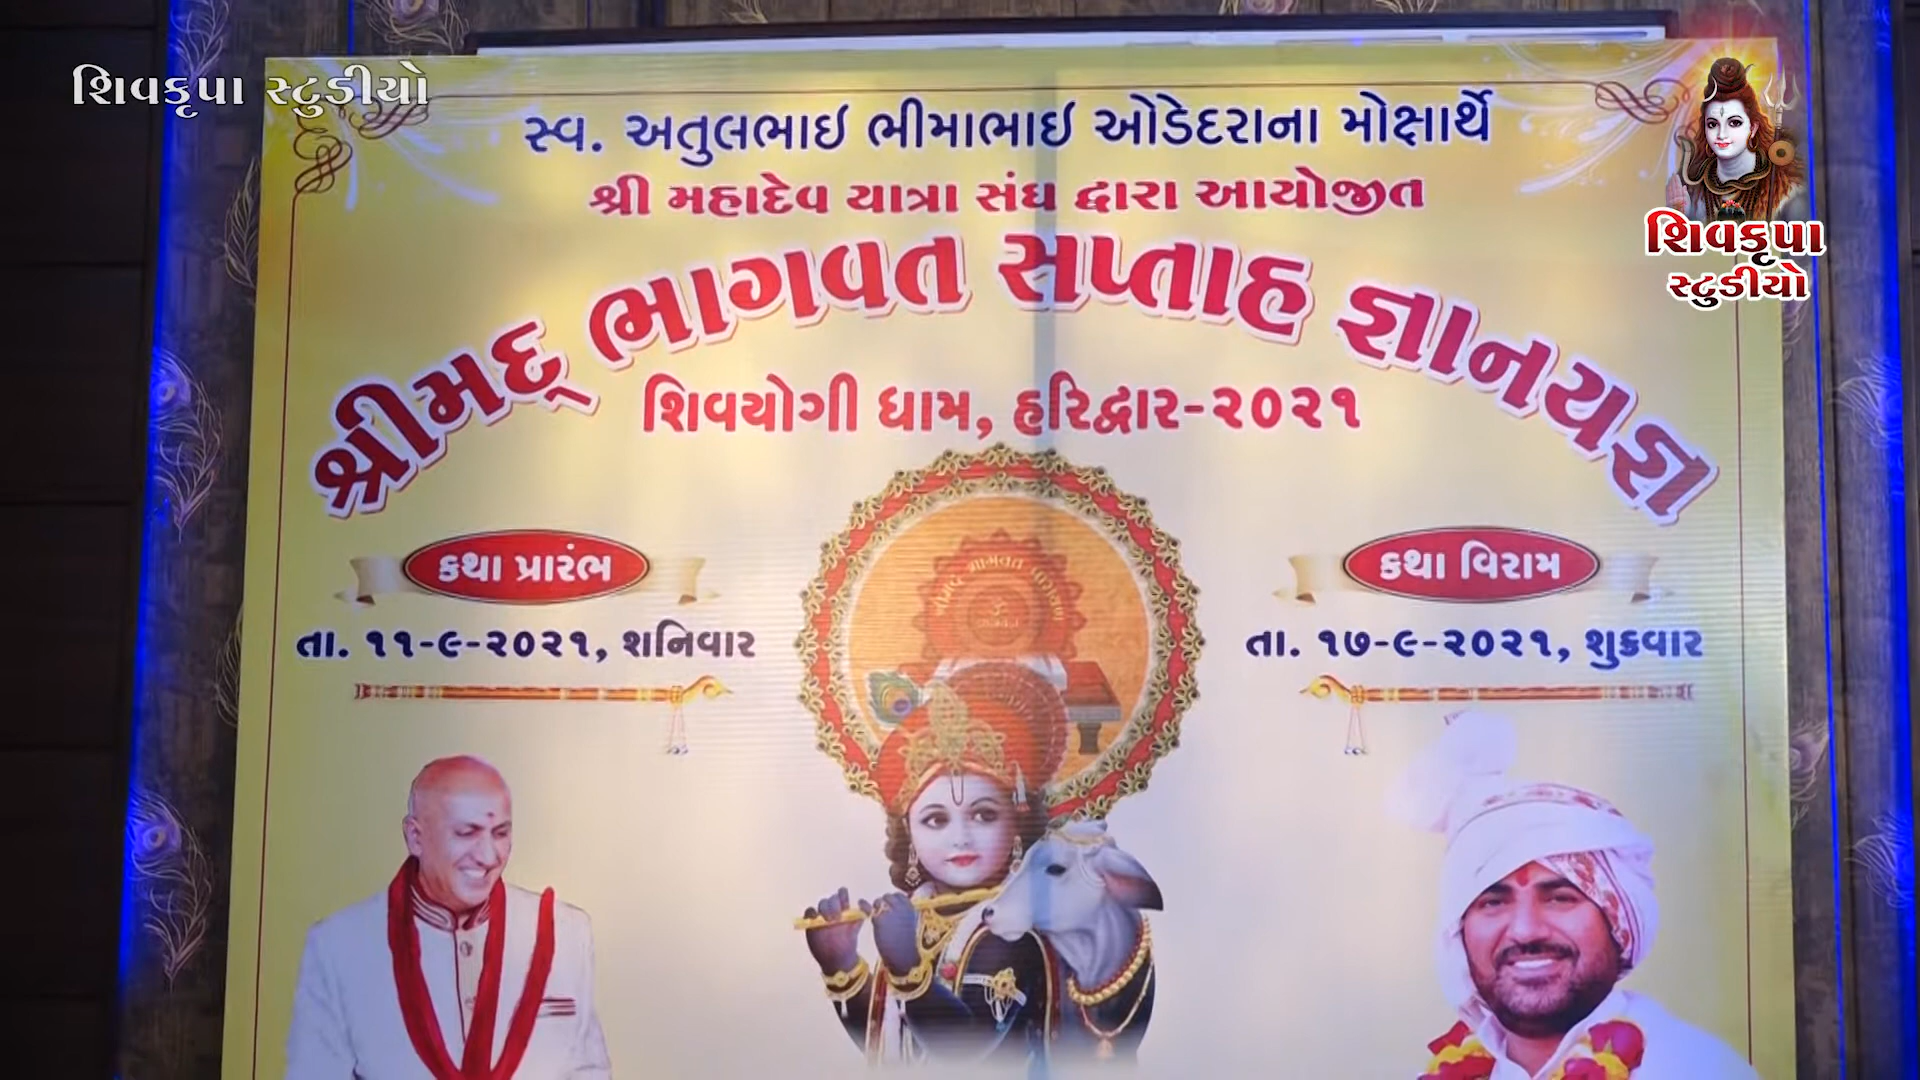 શિવકૃપા સ્ટુડીયો
સ્વ. અતુલભાઇ ભીમાભાઇ ઓડેદરાના મોક્ષાર્થે
શ્રી મહાદેવ યાત્રા સંઘ દ્વારા આયોજીત
શ્રીમદ્ ભાગવત સપ્તાહ જ્ઞાનયજ્ઞ
શિવયોગી ધામ, હરિદ્વાર-૨૦૨૧
શિવકૃપા
સ્ટુડીયો
કથા પ્રારંભ
તા. ૧૧-૯-૨૦૨૧, શનિવાર
કથા વિરામ
તા. ૧૭-૯-૨૦૨૧, શુક્રવાર